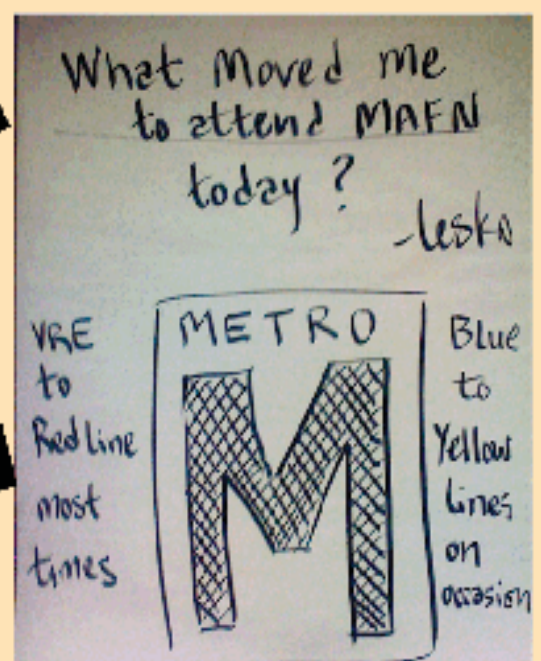 What Moved me
to attend MAFN
today?
-lesko
METRO
M
VRE
to
Red line
most
times
Blue
to
Yellow
Lines
on
occasion